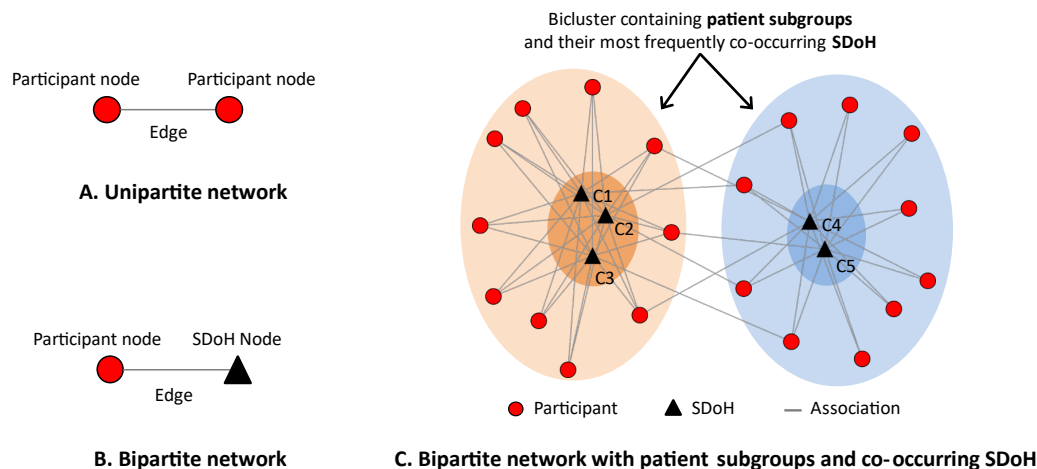 Participant node Participant node
Edge
A. Unipartite network
Participant node SDoH Node
Edge
B. Bipartite network
Bicluster containing patient subgroups
and their most frequently co-occurring SDoH
C1
C2
C3
C4
C5
Participant SDoH Association
C. Bipartite network with patient subgroups and co-occurring SDoH